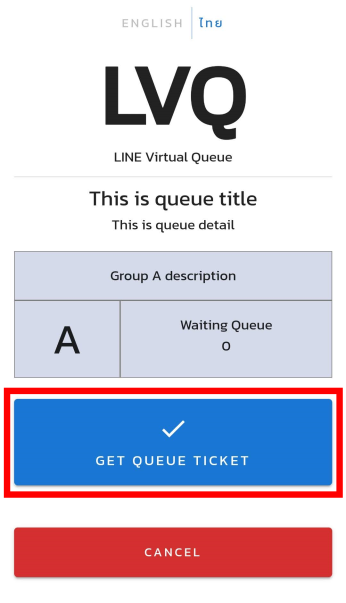 ENGLISH ไทย
LVQ
LINE Virtual Queue
This is queue title
This is queue detail
Group A description
A
Waiting Queue
0
GET QUEUE TICKET
CANCEL